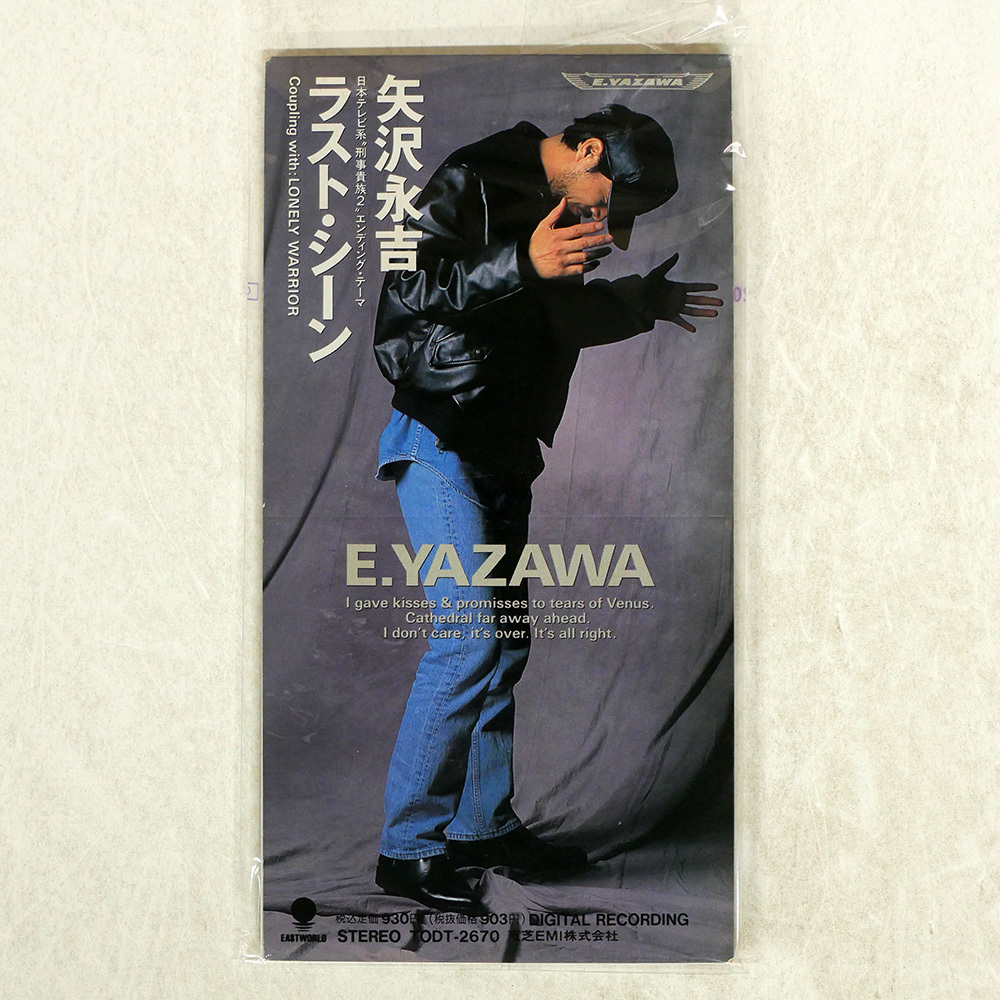 E.YAZAWA
矢沢永吉
日本テレビ系〝刑事貴族2〟エンディング・テーマ
ラスト・シーン
Coupling with: LONELY WARRIOR
E.YAZAWA
I gave kisses & promisses to tears of Venus.
Cathedral far away ahead.
I don't care, it's over. It's all right.
税込定価930円(税抜価格903円) DIGITAL RECORDING
EASTWORLD
STEREO TODT-2670 東芝EMI株式会社